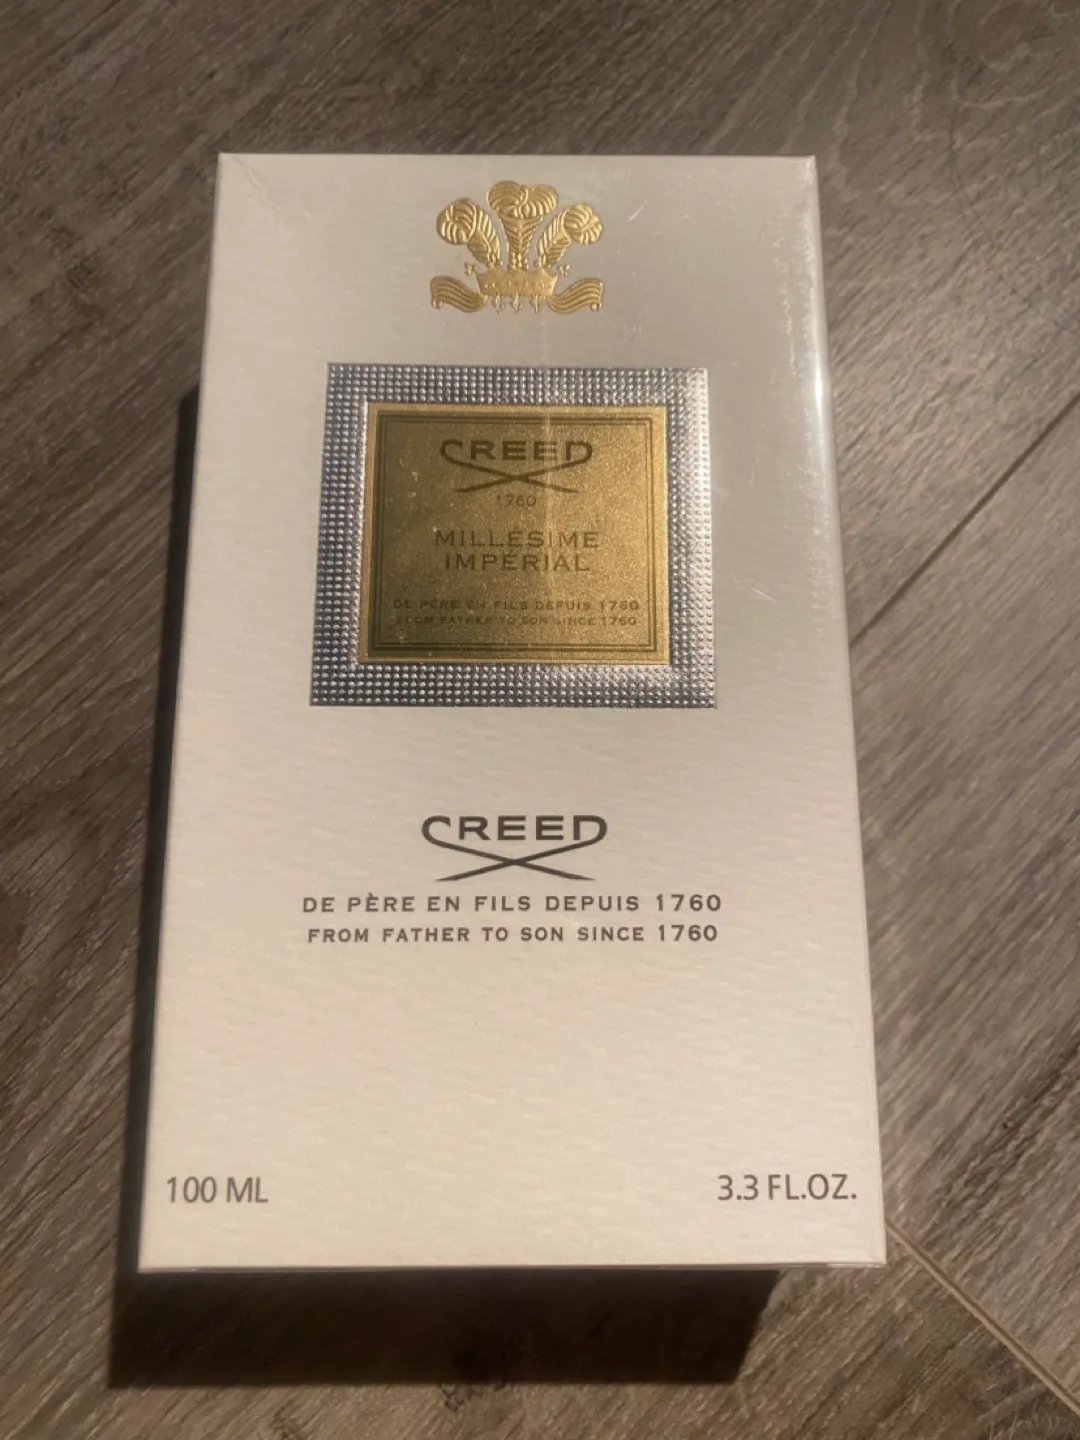 CREED
1760
MILLÉSIME
IMPÉRIAL
DE PÈRE EN FILS DEPUIS 1760
FROM FATHER TO SON SINCE 1760
CREED
DE PÈRE EN FILS DEPUIS 1760
FROM FATHER TO SON SINCE 1760
100 ML
3.3 FL.OZ.